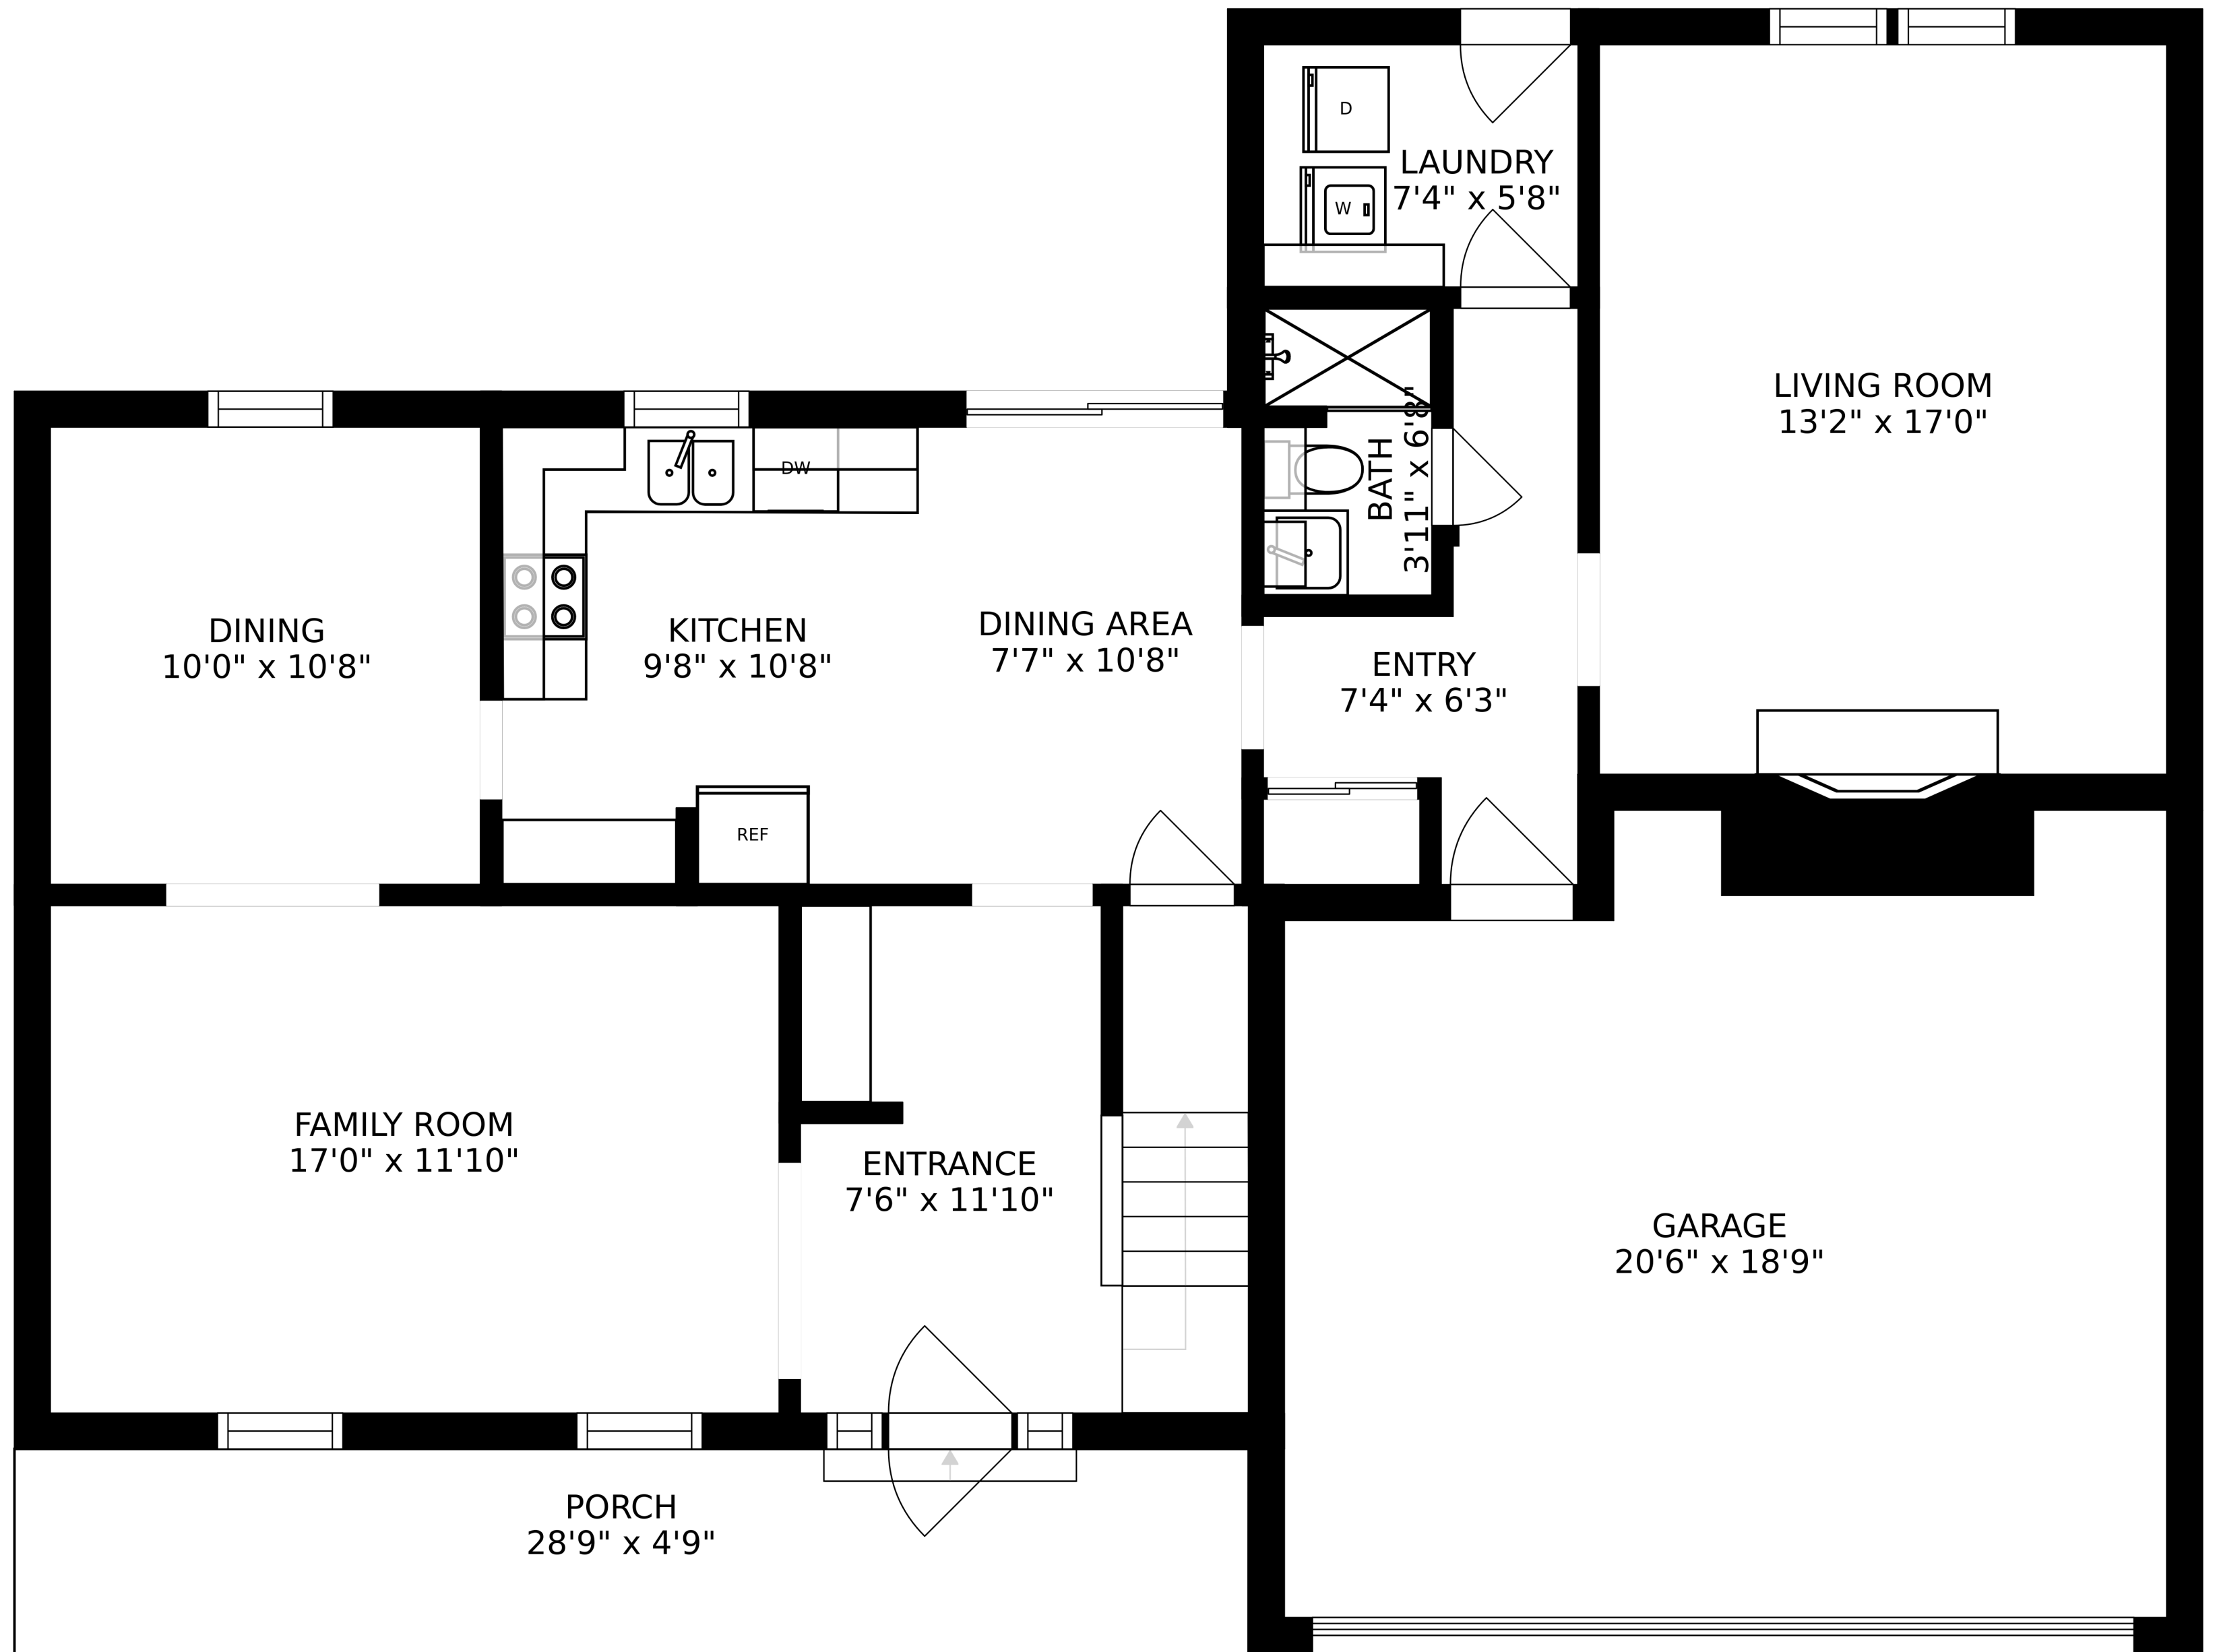 D
LAUNDRY
7'4" x 5'8"
W
LIVING ROOM
13'2" x 17'0"
BATH
3'11" x 6'8"
DW
DINING
10'0" x 10'8"
KITCHEN
9'8" x 10'8"
DINING AREA
7'7" x 10'8"
ENTRY
7'4" x 6'3"
REF
FAMILY ROOM
17'0" x 11'10"
ENTRANCE
7'6" x 11'10"
GARAGE
20'6" x 18'9"
PORCH
28'9" x 4'9"